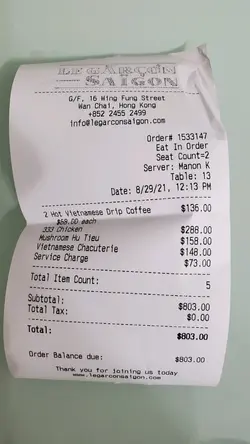 LE GARÇON
SAIGON
G/F, 16 Wing Fung Street
Wan Chai, Hong Kong
+852 2455 2499
info@legarconsaigon.com
Order# 1533147
Eat In Order
Seat Count=2
Server: Manon K
Table: 13
Date: 8/29/21, 12:13 PM
2 Hot Vietnamese Drip Coffee $136.00
$68.00 each
333 Chicken $288.00
Mushroom Hu Tieu $158.00
Vietnamese Chacuterie $148.00
Service Charge $73.00
Total Item Count: 5
Subtotal: $803.00
Total Tax: $0.00
Total: $803.00
Order Balance due: $803.00
Thank you for joining us today
www.legarconsaigon.com